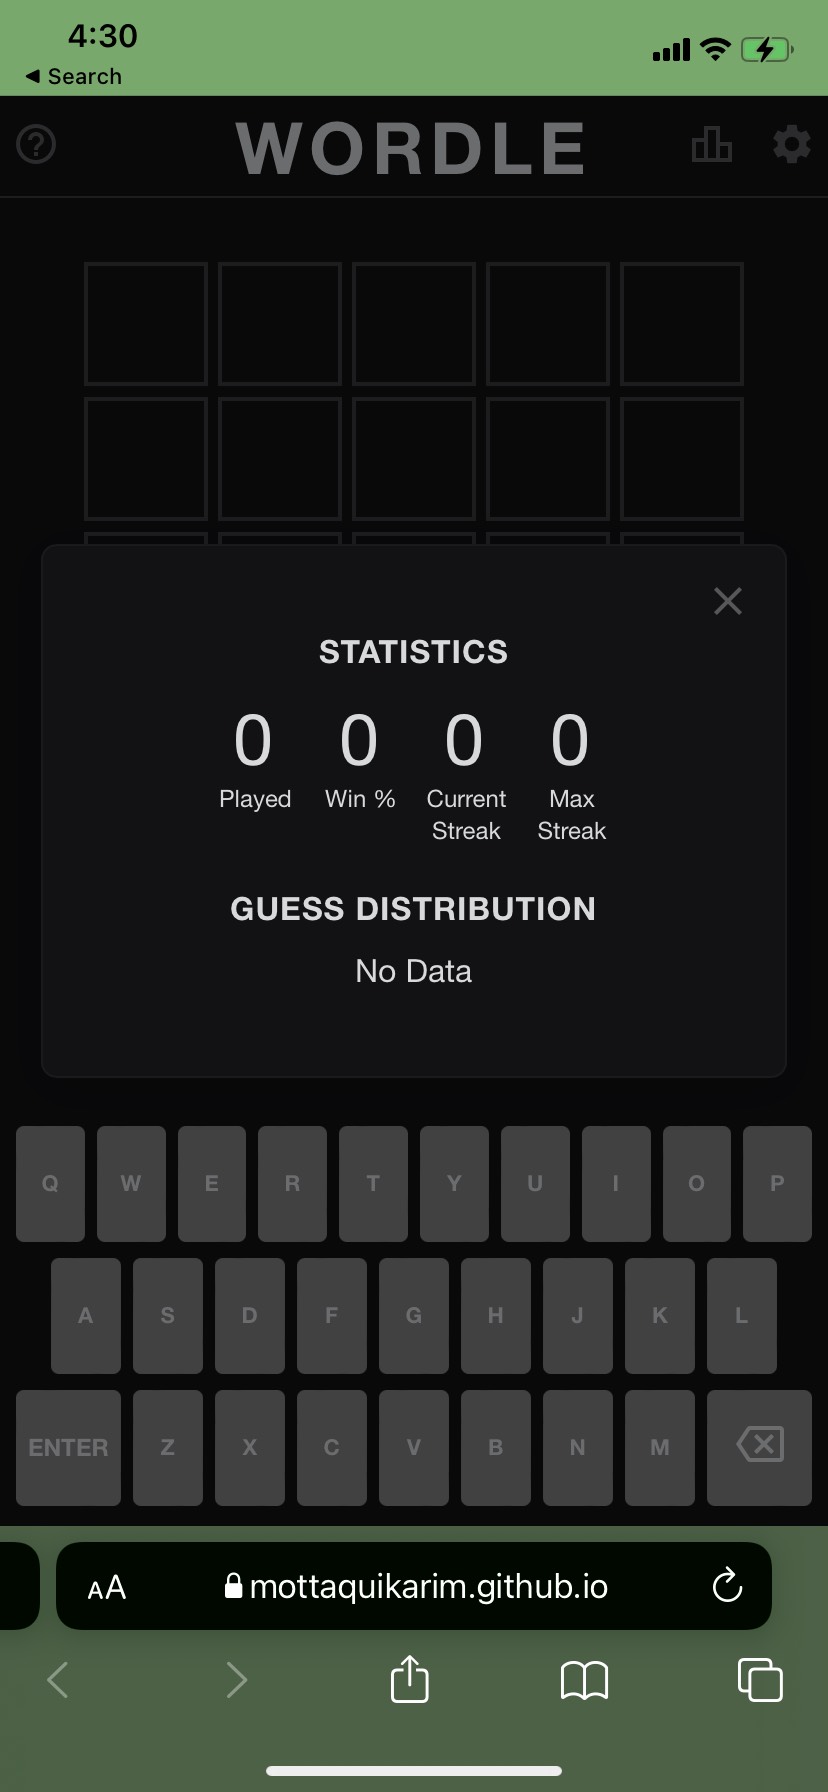 4:30
◀ Search
WORDLE
STATISTICS
0 0 0 0
Played Win % Current Streak Max Streak
GUESS DISTRIBUTION
No Data
Q W E R T Y U I O P
A S D F G H J K L
ENTER Z X C V B N M
AA mottaquikarim.github.io